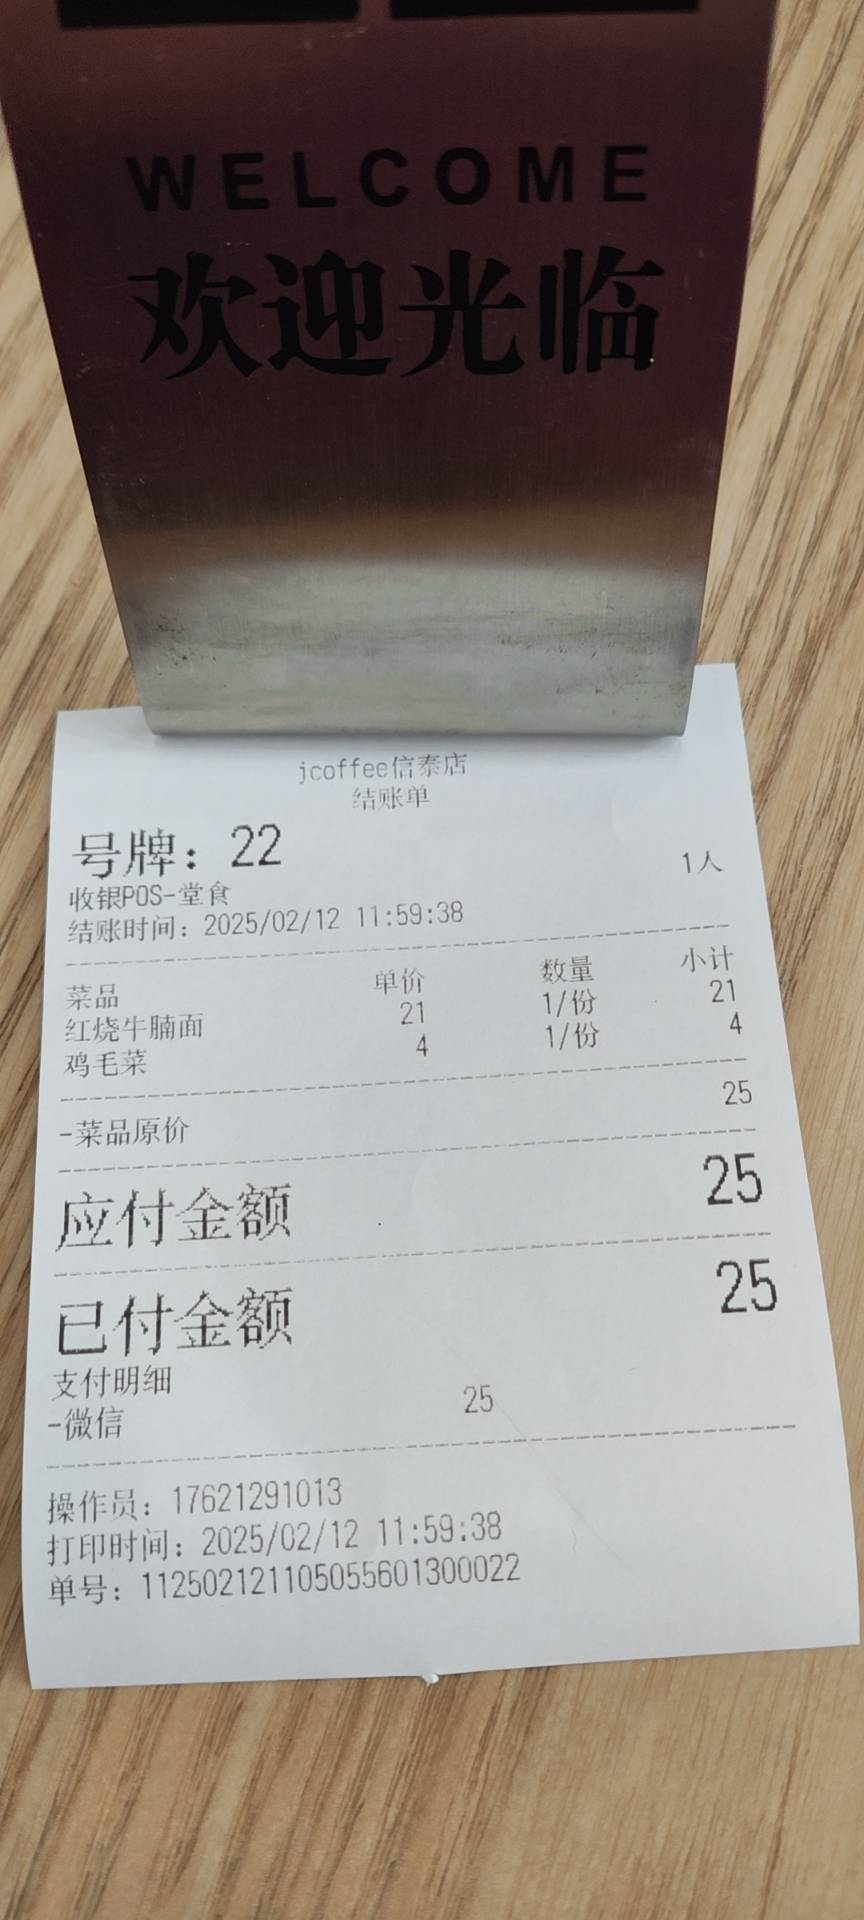 WELCOME
欢迎光临
jcoffee信泰店
结账单
号牌：22 1人
收银POS-堂食
结账时间：2025/02/12 11:59:38
菜品 单价 数量 小计
红烧牛腩面 21 1/份 21
鸡毛菜 4 1/份 4
-菜品原价 25
应付金额 25
已付金额 25
支付明细
-微信 25
操作员：17621291013
打印时间：2025/02/12 11:59:38
单号：112502121105055601300022